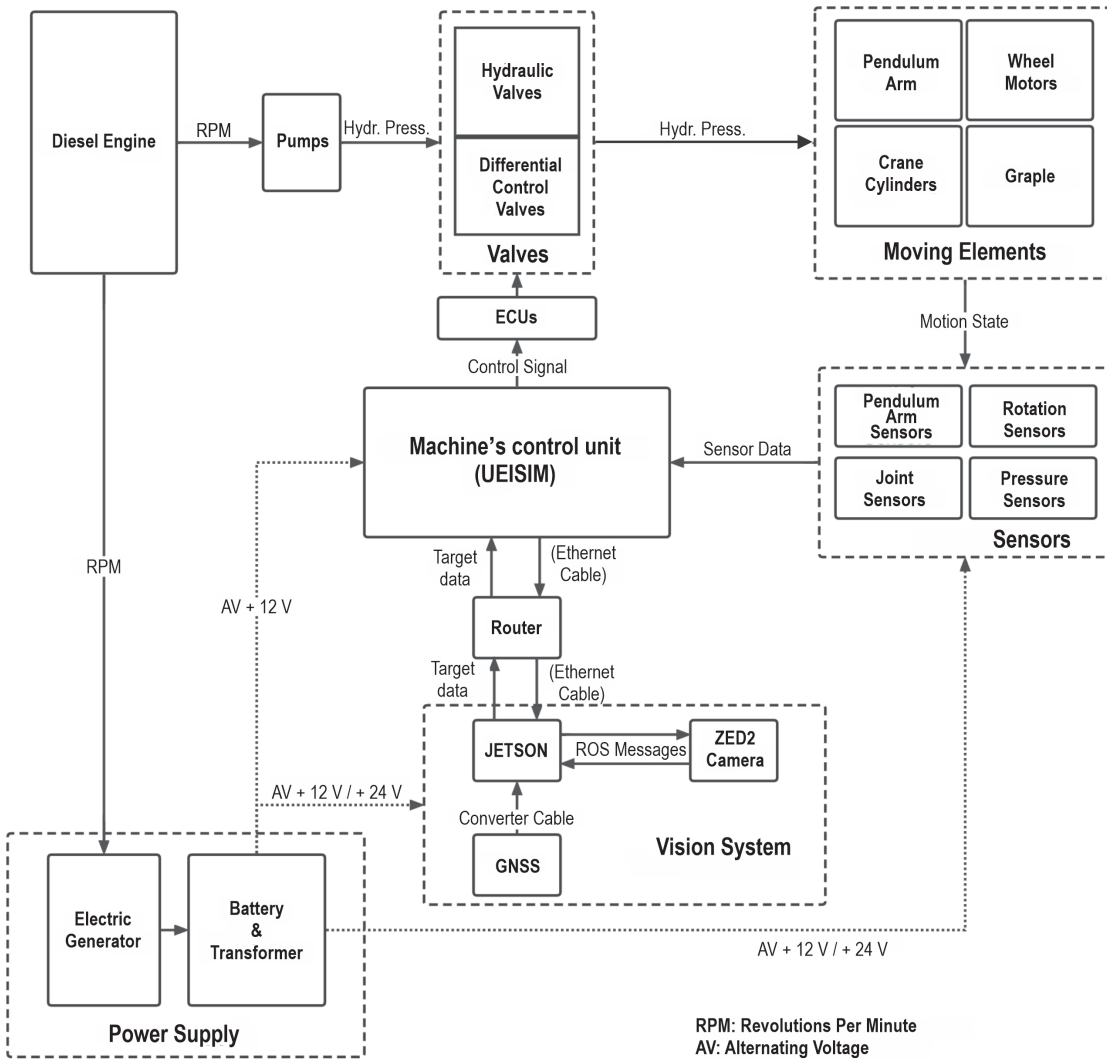 Diesel Engine
RPM
Pumps
Hydr. Press.
Hydraulic
Valves
Differential
Control
Valves
Valves
Hydr. Press.
Pendulum
Arm
Wheel
Motors
Crane
Cylinders
Graple
Moving Elements
ECUs
Control Signal
Motion State
Machine's control unit
(UEISIM)
Sensor Data
Pendulum
Arm
Sensors
Rotation
Sensors
Joint
Sensors
Pressure
Sensors
Sensors
RPM
AV + 12 V
Target
data
(Ethernet
Cable)
Router
Target
data
(Ethernet
Cable)
JETSON
ROS Messages
ZED2
Camera
AV + 12 V / + 24 V
Converter Cable
GNSS
Vision System
Electric
Generator
Battery
&
Transformer
Power Supply
AV + 12 V / + 24 V
RPM: Revolutions Per Minute
AV: Alternating Voltage